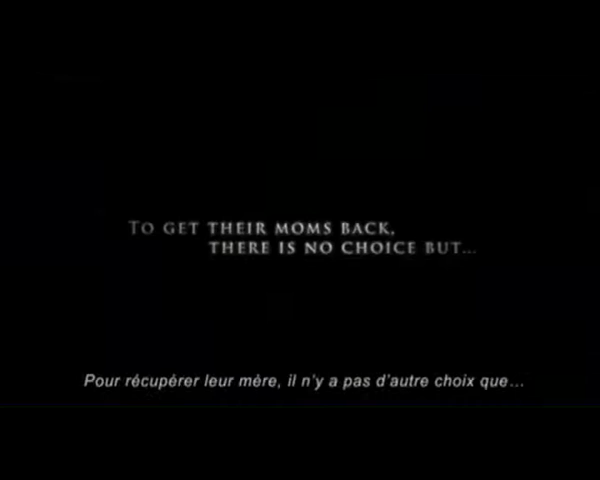 TO GET THEIR MOMS BACK,
THERE IS NO CHOICE BUT...
Pour récupérer leur mère, il n'y a pas d'autre choix que...